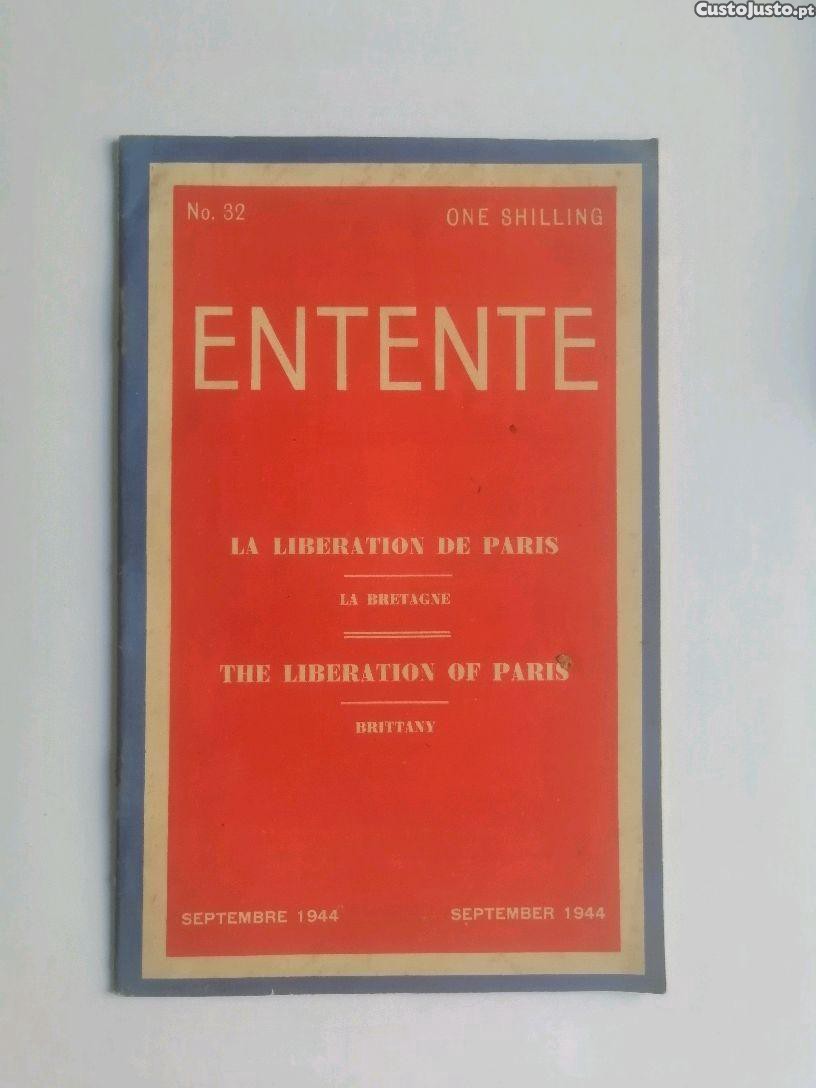 CustoJusto.pt
No. 32 ONE SHILLING
ENTENTE
LA LIBERATION DE PARIS
LA BRETAGNE
THE LIBERATION OF PARIS
BRITTANY
SEPTEMBRE 1944 SEPTEMBER 1944